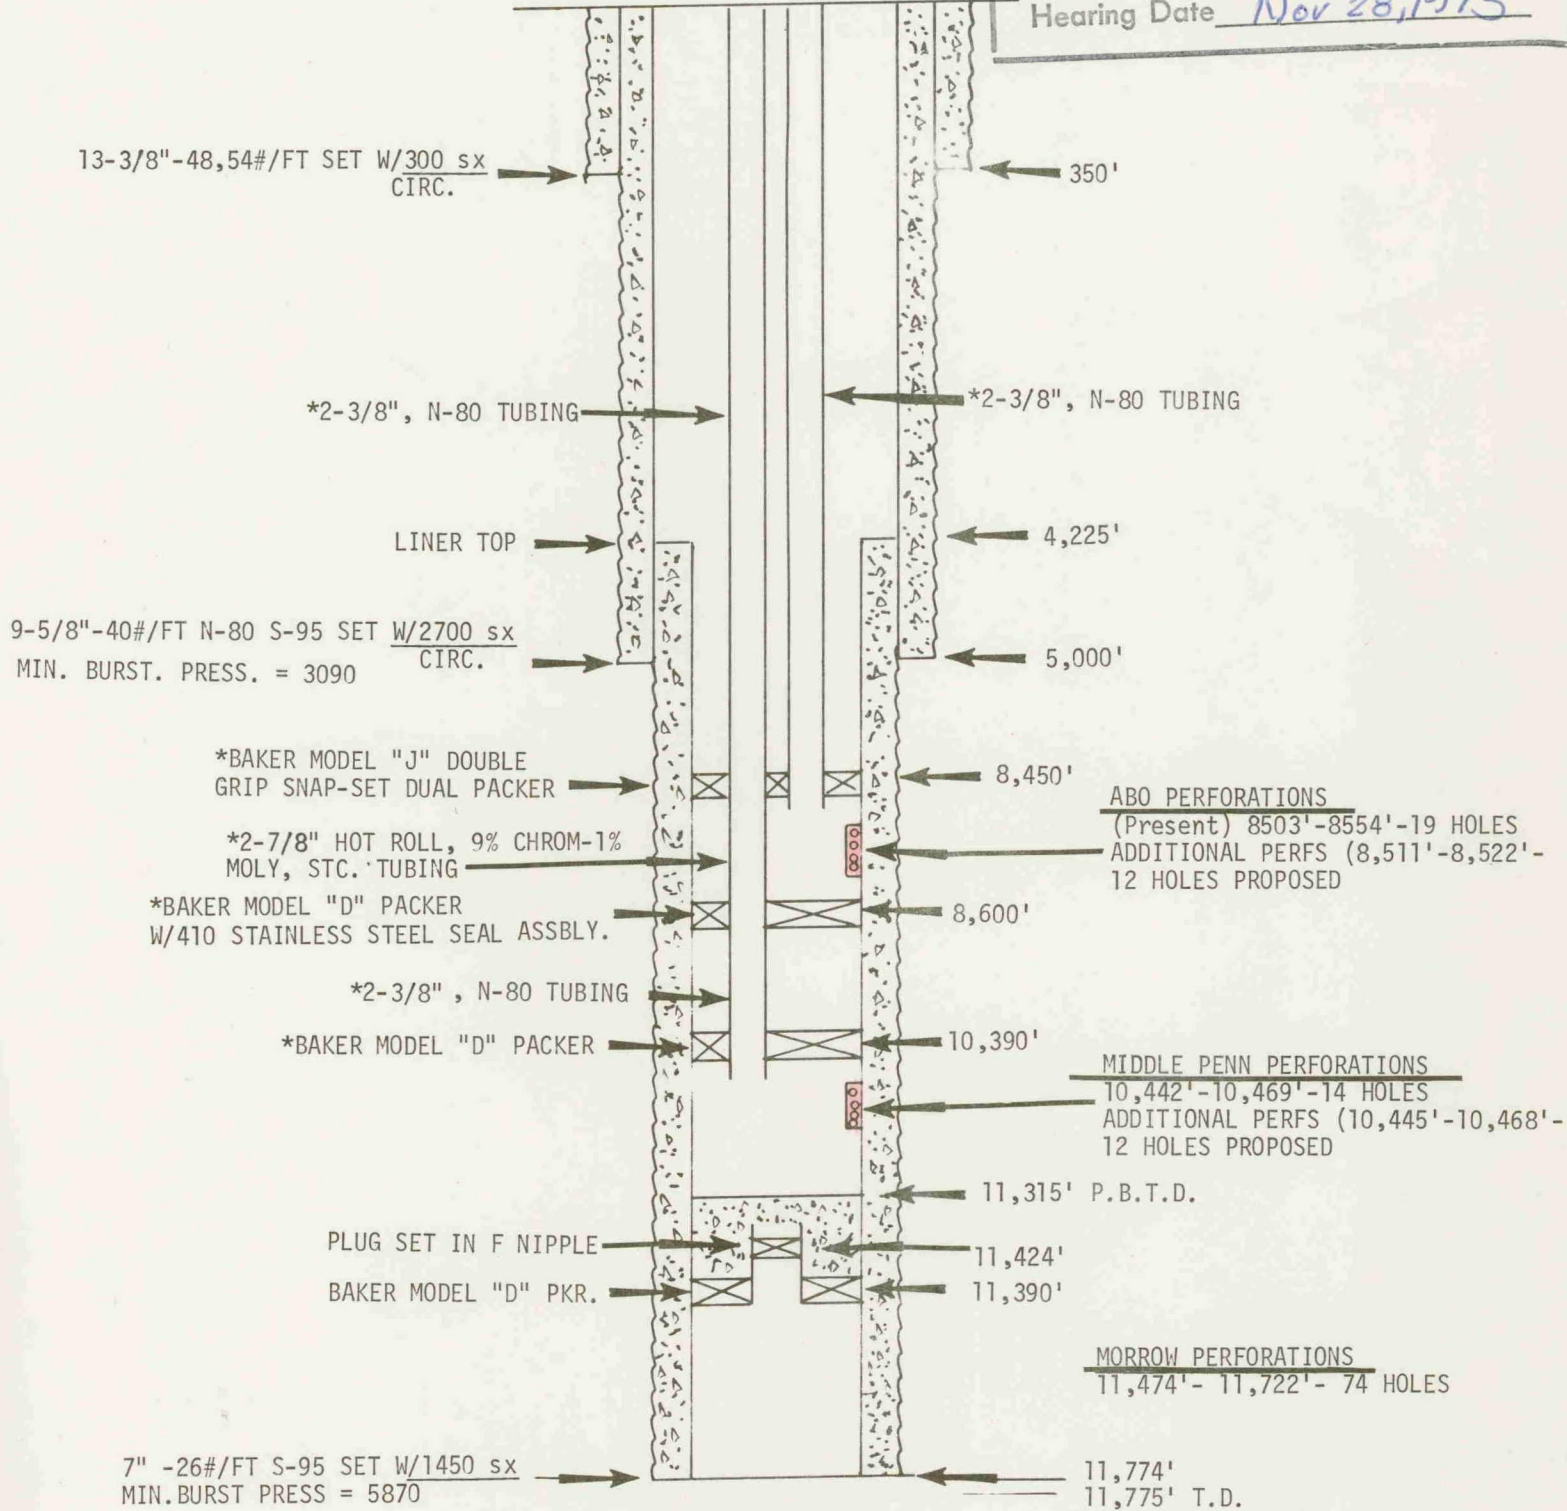 Hearing Date Nov 28, 1973
13-3/8"-48,54#/FT SET W/300 sx
CIRC.
350'
*2-3/8", N-80 TUBING
*2-3/8", N-80 TUBING
LINER TOP
4,225'
9-5/8"-40#/FT N-80 S-95 SET W/2700 sx
CIRC.
MIN. BURST. PRESS. = 3090
5,000'
*BAKER MODEL "J" DOUBLE
GRIP SNAP-SET DUAL PACKER
8,450'
ABO PERFORATIONS
(Present) 8503'-8554'-19 HOLES
ADDITIONAL PERFS (8,511'-8,522'-
12 HOLES PROPOSED
*2-7/8" HOT ROLL, 9% CHROM-1%
MOLY, STC. TUBING
*BAKER MODEL "D" PACKER
W/410 STAINLESS STEEL SEAL ASSBLY.
8,600'
*2-3/8" , N-80 TUBING
*BAKER MODEL "D" PACKER
10,390'
MIDDLE PENN PERFORATIONS
10,442'-10,469'-14 HOLES
ADDITIONAL PERFS (10,445'-10,468'-
12 HOLES PROPOSED
11,315' P.B.T.D.
PLUG SET IN F NIPPLE
11,424'
BAKER MODEL "D" PKR.
11,390'
MORROW PERFORATIONS
11,474'- 11,722'- 74 HOLES
7" -26#/FT S-95 SET W/1450 sx
MIN.BURST PRESS = 5870
11,774'
11,775' T.D.